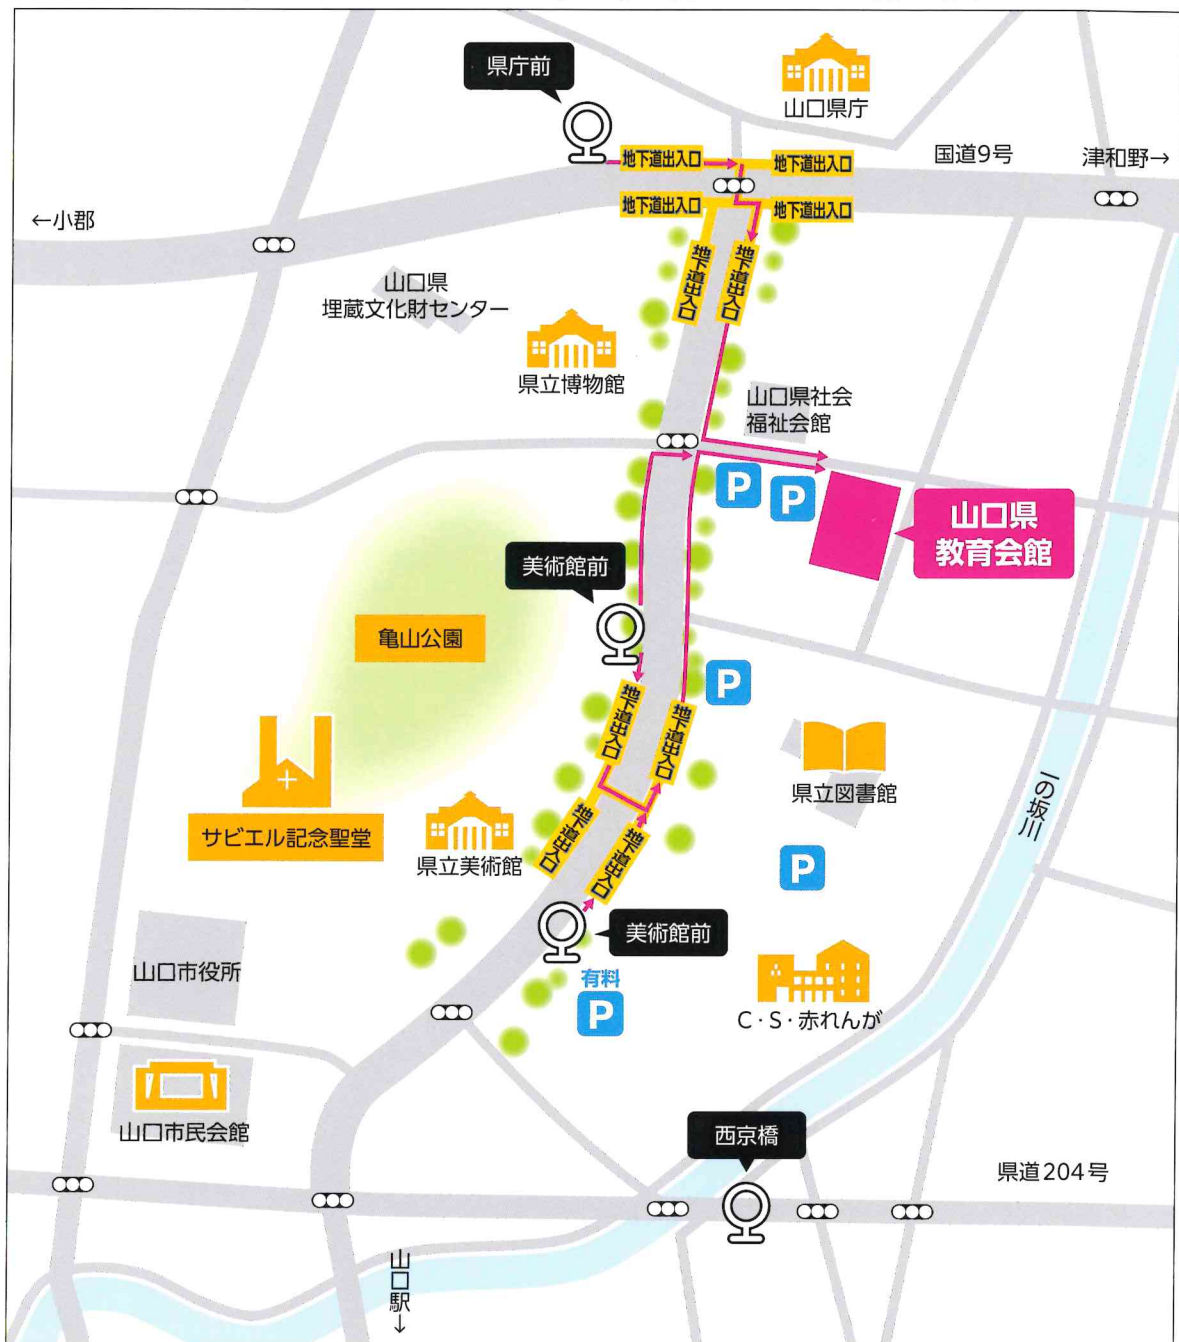 県庁前
山口県庁
地下道出入口
地下道出入口
国道9号
津和野→
地下道出入口
地下道出入口
←小郡
地下道出入口
地下道出入口
山口県
埋蔵文化財センター
県立博物館
山口県社会
福祉会館
P
P
山口県
教育会館
美術館前
亀山公園
P
地下道出入口
地下道出入口
県立図書館
一の坂川
サビエル記念聖堂
県立美術館
地下道出入口
地下道出入口
P
美術館前
山口市役所
有料
P
C・S・赤れんが
山口市民会館
西京橋
県道204号
山口駅→